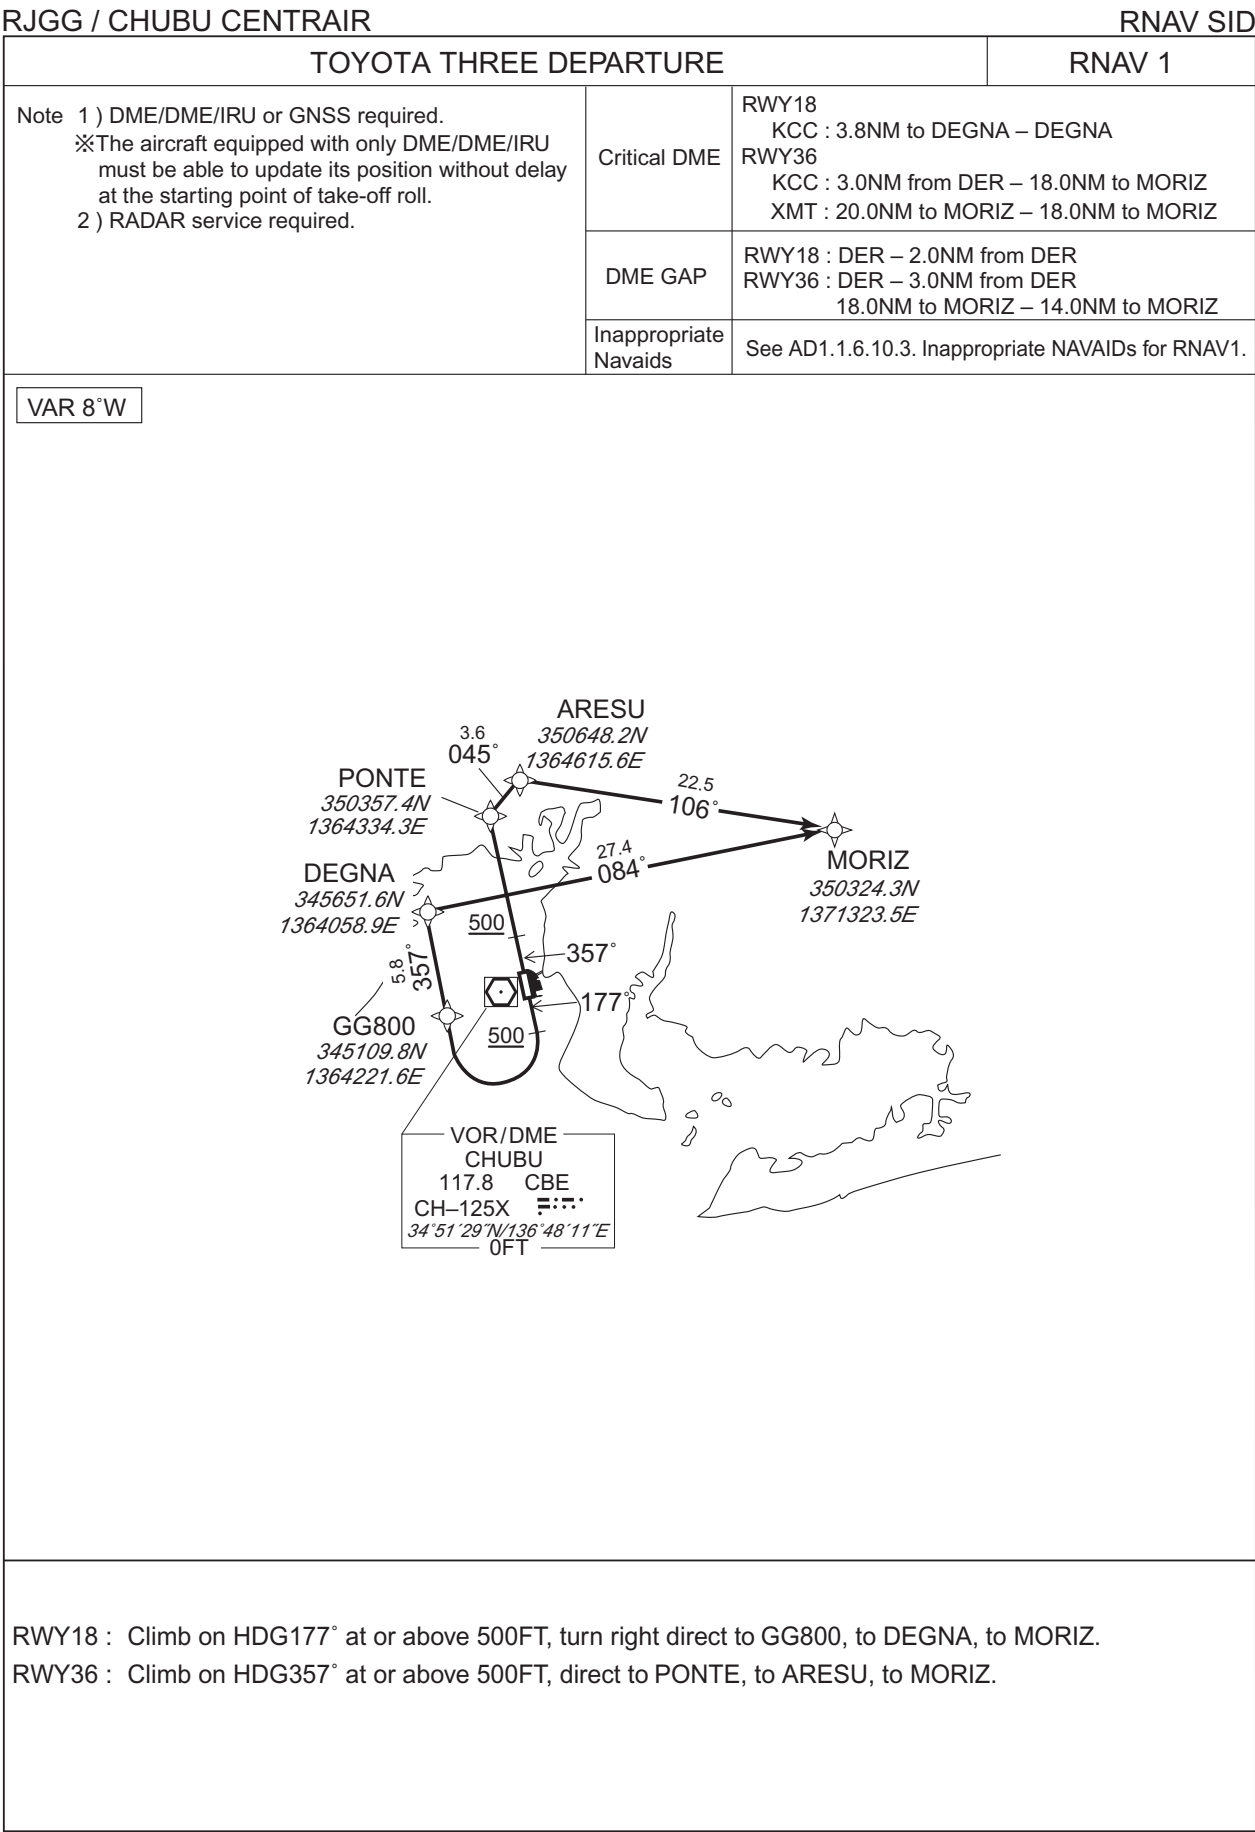 RJGG / CHUBU CENTRAIR
RNAV SID
TOYOTA THREE DEPARTURE
RNAV 1
Note 1 ) DME/DME/IRU or GNSS required.
※The aircraft equipped with only DME/DME/IRU
must be able to update its position without delay
at the starting point of take-off roll.
2 ) RADAR service required.
Critical DME
RWY18
KCC : 3.8NM to DEGNA – DEGNA
RWY36
KCC : 3.0NM from DER – 18.0NM to MORIZ
XMT : 20.0NM to MORIZ – 18.0NM to MORIZ
DME GAP
RWY18 : DER – 2.0NM from DER
RWY36 : DER – 3.0NM from DER
18.0NM to MORIZ – 14.0NM to MORIZ
Inappropriate
Navaids
See AD1.1.6.10.3. Inappropriate NAVAIDs for RNAV1.
VAR 8˚W
ARESU
350648.2N
1364615.6E
3.6
045˚
PONTE
350357.4N
1364334.3E
22.5
106˚
27.4
084˚
MORIZ
350324.3N
1371323.5E
DEGNA
345651.6N
1364058.9E
500
357˚
5.8
357˚
177˚
GG800
345109.8N
1364221.6E
500
VOR/DME
CHUBU
117.8 CBE
CH–125X
34˚51´29˝N/136˚48´11˝E
0FT
RWY18 : Climb on HDG177˚ at or above 500FT, turn right direct to GG800, to DEGNA, to MORIZ.
RWY36 : Climb on HDG357˚ at or above 500FT, direct to PONTE, to ARESU, to MORIZ.